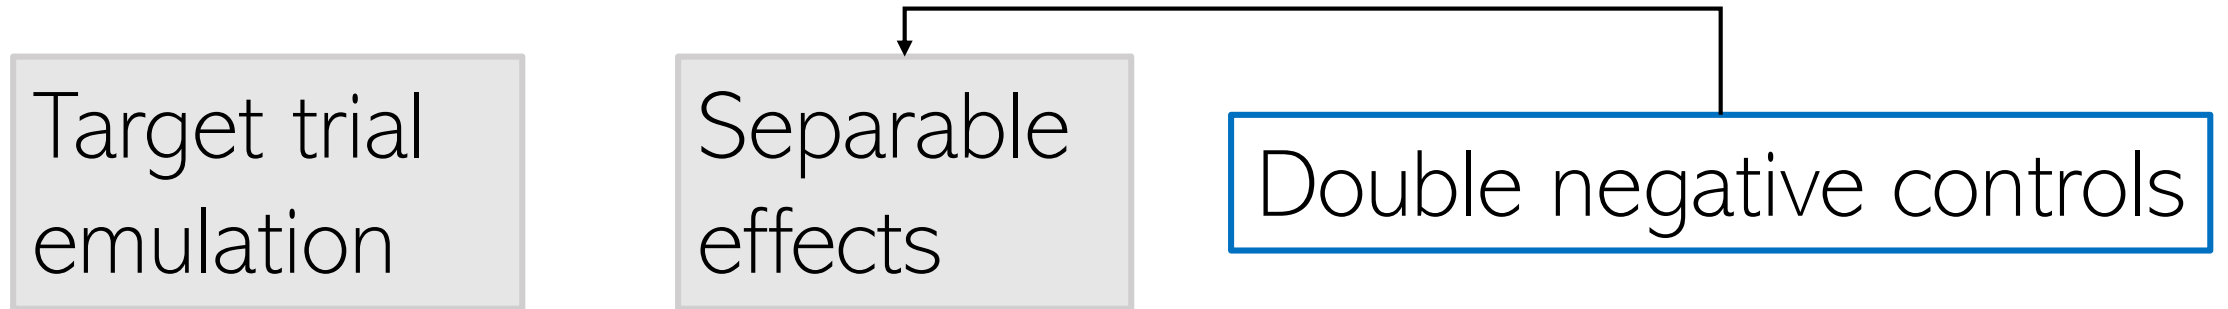 Target trial
emulation
Separable
effects
Double negative controls